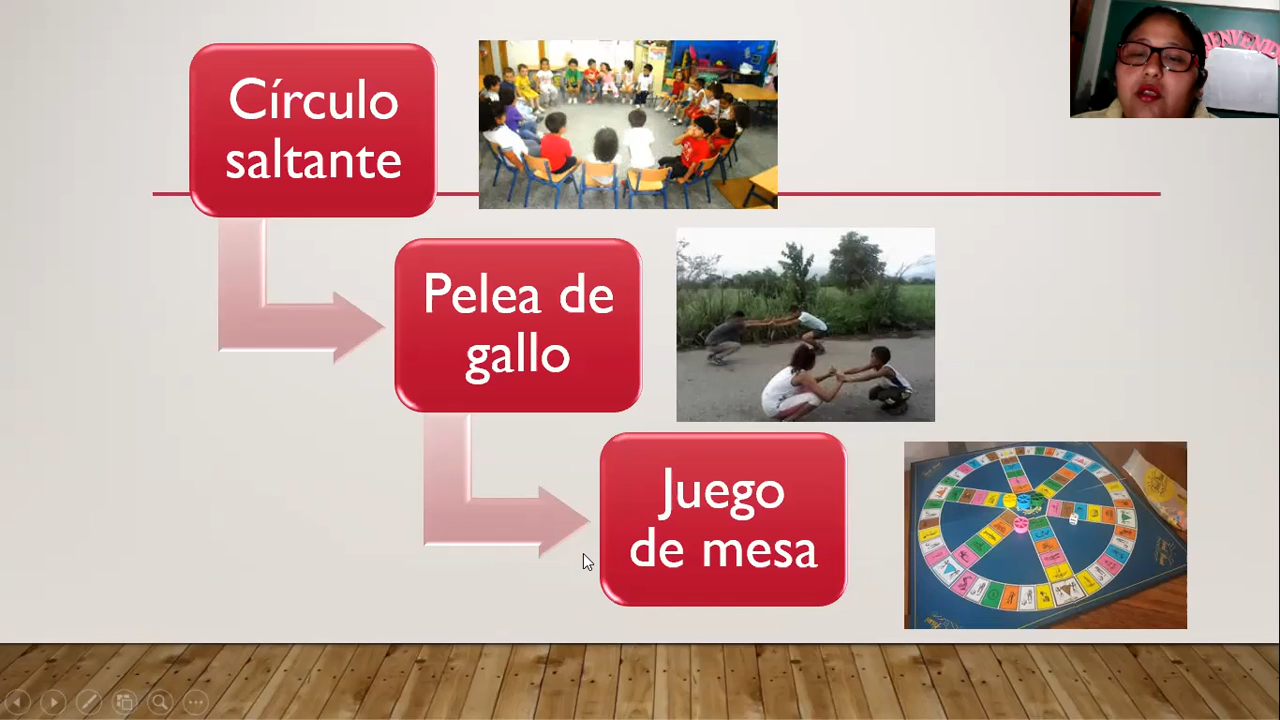 Círculo
saltante
Pelea de
gallo
Juego
de mesa